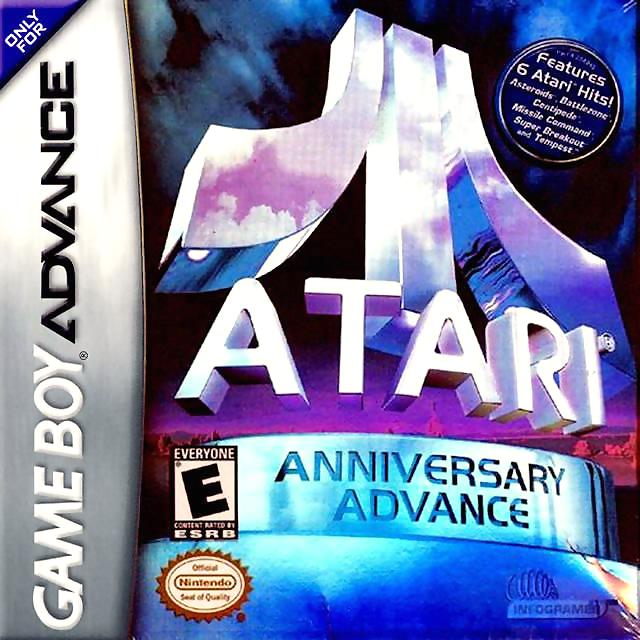 ONLY
FOR
GAME BOY ADVANCE
®
Features
6 Atari Hits!
Asteroids, Battlezone,
Centipede,
Missile Command,
Super Breakout
and Tempest
ATARI
®
ANNIVERSARY
ADVANCE
EVERYONE
E
CONTENT RATED BY
ESRB
Official
Nintendo
Seal of Quality
INFOGRAMES